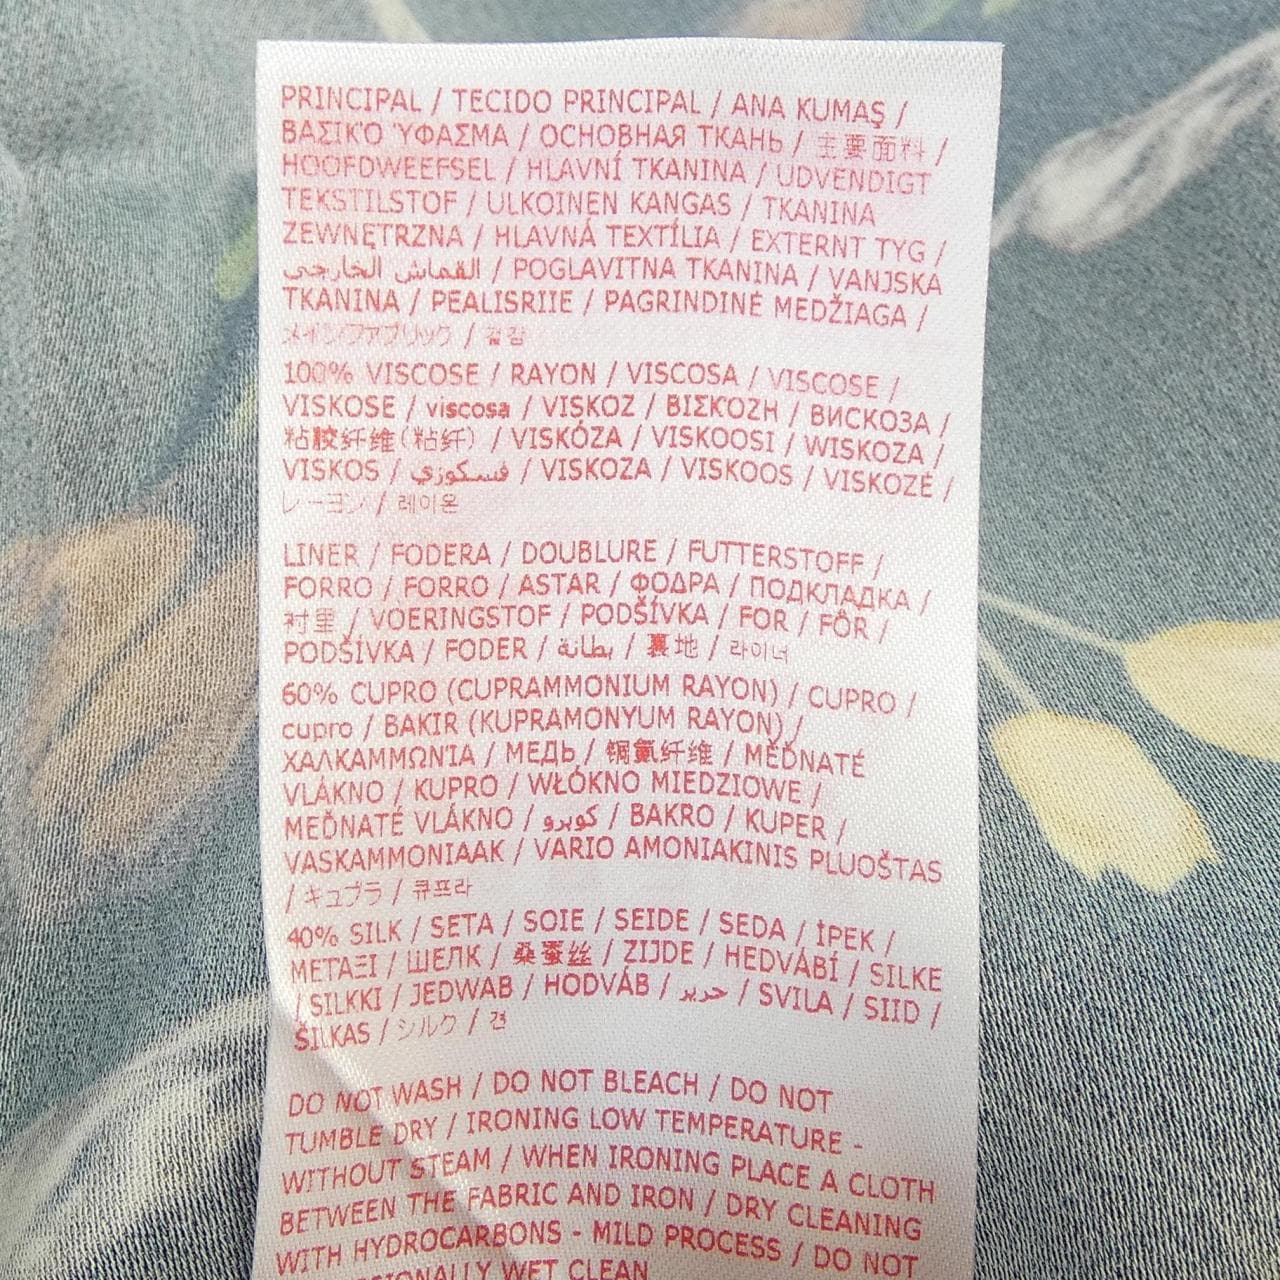 PRINCIPAL / TECIDO PRINCIPAL / ANA KUMAŞ /
ΒΑΣΙΚΌ ΎΦΑΣΜΑ / ОСНОВНАЯ ТКАНЬ / 主要面料 /
HOOFDWEEFSEL / HLAVNÍ TKANINA / UDVENDIGT
TEKSTILSTOF / ULKOINEN KANGAS / TKANINA
ZEWNĘTRZNA / HLAVNÁ TEXTÍLIA / EXTERNT TYG /
القماش الخارجي / POGLAVITNA TKANINA / VANJSKA
TKANINA / PEALISRIIE / PAGRINDINĖ MEDŽIAGA /
メインファブリック / 겉감
100% VISCOSE / RAYON / VISCOSA / VISCOSE /
VISKOSE / viscosa / VISKOZ / ΒΙΣΚΌΖΗ / ВИСКОЗА /
粘胶纤维(粘纤) / VISKÓZA / VISKOOSI / WISKOZA /
VISKOS / فسكوزي / VISKOZA / VISKOOS / VISKOZĖ /
レーヨン / 레이온
LINER / FODERA / DOUBLURE / FUTTERSTOFF /
FORRO / FORRO / ASTAR / ΦΟΔΡΑ / ПОДКЛАДКА /
衬里 / VOERINGSTOF / PODŠÍVKA / FOR / FÔR /
PODŠÍVKA / FODER / بطانة / 裏地 / 라이너
60% CUPRO (CUPRAMMONIUM RAYON) / CUPRO /
cupro / BAKIR (KUPRAMONYUM RAYON) /
ΧΑΛΚΑΜΜΩΝΊΑ / МЕДЬ / 铜氨纤维 / MĚĎNATÉ
VLÁKNO / KUPRO / WŁÓKNO MIEDZIOWE /
MEĎNATÉ VLÁKNO / كوبرو / BAKRO / KUPER /
VASKAMMONIAAK / VARIO AMONIAKINIS PLUOŠTAS
/ キュプラ / 큐프라
40% SILK / SETA / SOIE / SEIDE / SEDA / İPEK /
ΜΕΤΑΞΙ / ШЕЛК / 桑蚕丝 / ZIJDE / HEDVÁBÍ / SILKE
/ SILKKI / JEDWAB / HODVÁB / حرير / SVILA / SIID /
ŠILKAS / シルク / 견
DO NOT WASH / DO NOT BLEACH / DO NOT
TUMBLE DRY / IRONING LOW TEMPERATURE -
WITHOUT STEAM / WHEN IRONING PLACE A CLOTH
BETWEEN THE FABRIC AND IRON / DRY CLEANING
WITH HYDROCARBONS - MILD PROCESS / DO NOT
WET CLEAN